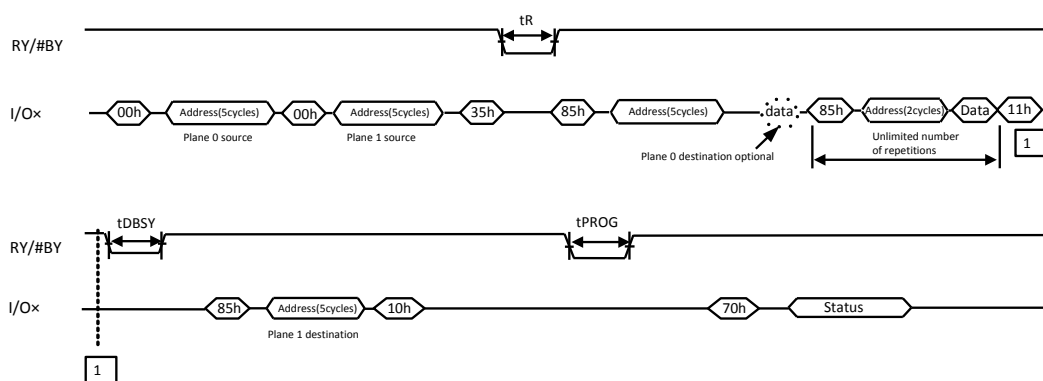 tR
RY/#BY
I/O×
00h
Address(5cycles)
00h
Address(5cycles)
35h
85h
Address(5cycles)
data
85h
Address(2cycles)
Data
11h
Plane 0 source
Plane 1 source
Plane 0 destination optional
Unlimited number
of repetitions
1
tDBSY
tPROG
RY/#BY
I/O×
85h
Address(5cycles)
10h
70h
Status
Plane 1 destination
1